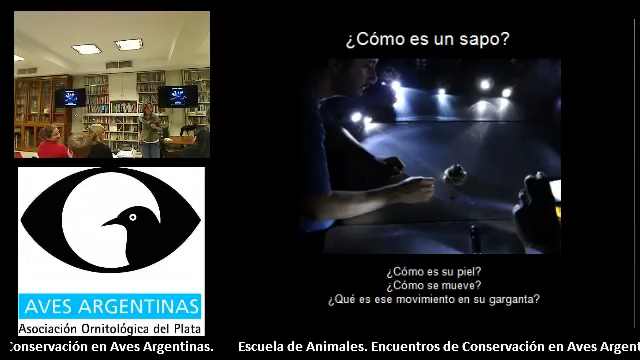 ¿Cómo es un sapo?
¿Cómo es su piel?
¿Cómo se mueve?
¿Qué es ese movimiento en su garganta?
AVES ARGENTINAS
Asociación Ornitológica del Plata
Conservación en Aves Argentinas. Escuela de Animales. Encuentros de Conservación en Aves Argent